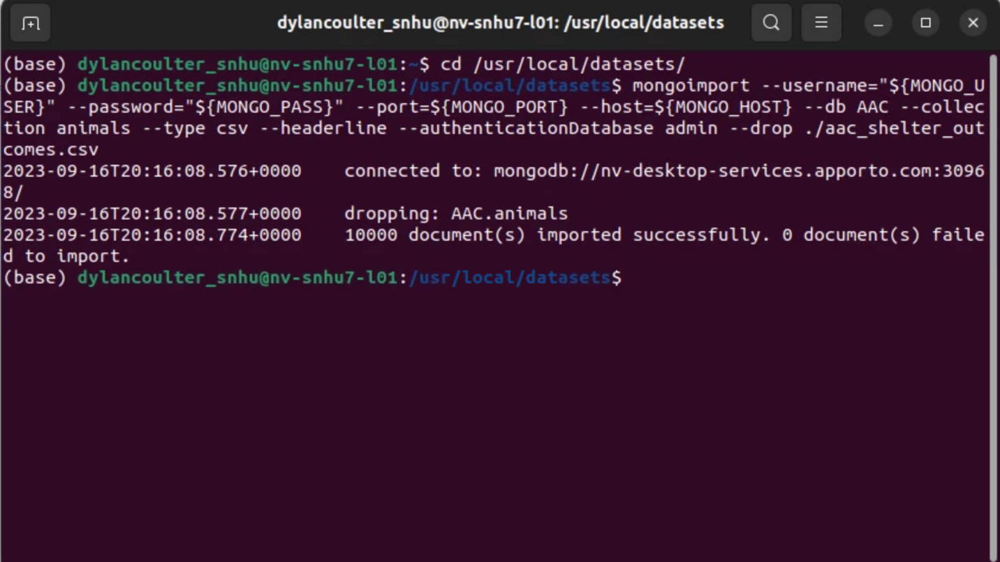 dylancoulter_snhu@nv-snhu7-l01: /usr/local/datasets
(base) dylancoulter_snhu@nv-snhu7-l01:~$ cd /usr/local/datasets/
(base) dylancoulter_snhu@nv-snhu7-l01:/usr/local/datasets$ mongoimport --username="${MONGO_U
SER}" --password="${MONGO_PASS}" --port=${MONGO_PORT} --host=${MONGO_HOST} --db AAC --collec
tion animals --type csv --headerline --authenticationDatabase admin --drop ./aac_shelter_out
comes.csv
2023-09-16T20:16:08.576+0000    connected to: mongodb://nv-desktop-services.apporto.com:3096
8/
2023-09-16T20:16:08.577+0000    dropping: AAC.animals
2023-09-16T20:16:08.774+0000    10000 document(s) imported successfully. 0 document(s) faile
d to import.
(base) dylancoulter_snhu@nv-snhu7-l01:/usr/local/datasets$